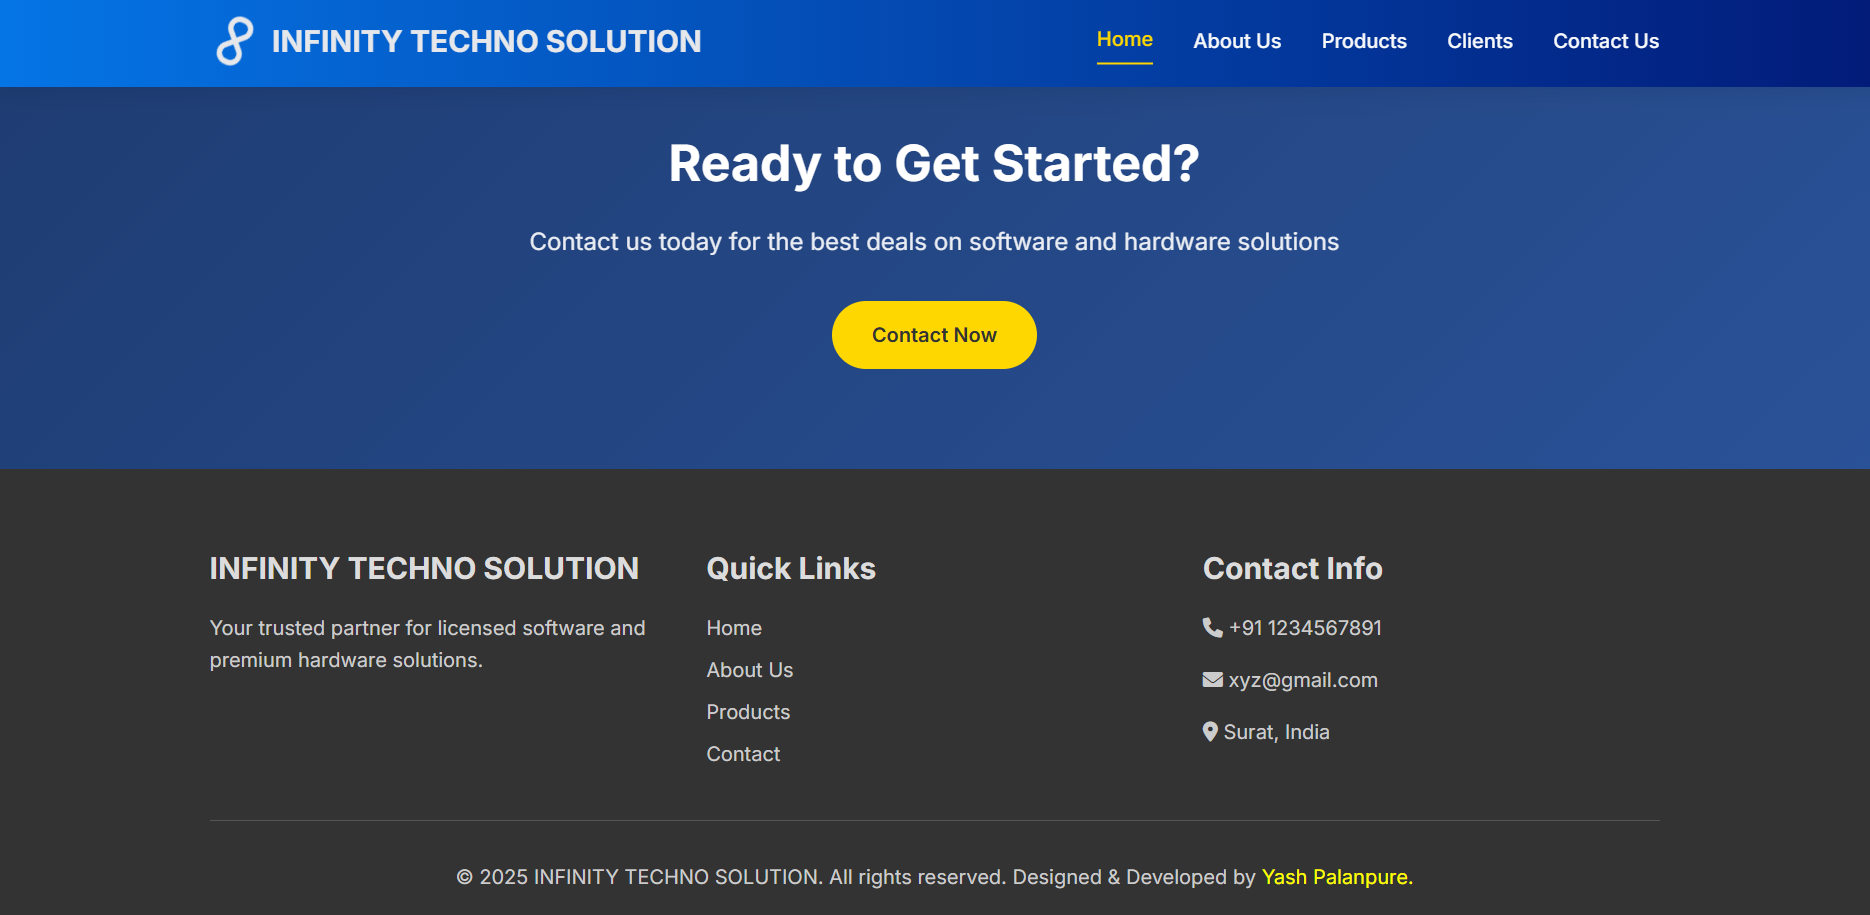 INFINITY TECHNO SOLUTION
Home
About Us
Products
Clients
Contact Us
Ready to Get Started?
Contact us today for the best deals on software and hardware solutions
Contact Now
INFINITY TECHNO SOLUTION
Your trusted partner for licensed software and
premium hardware solutions.
Quick Links
Home
About Us
Products
Contact
Contact Info
+91 1234567891
xyz@gmail.com
Surat, India
© 2025 INFINITY TECHNO SOLUTION. All rights reserved. Designed & Developed by Yash Palanpure.